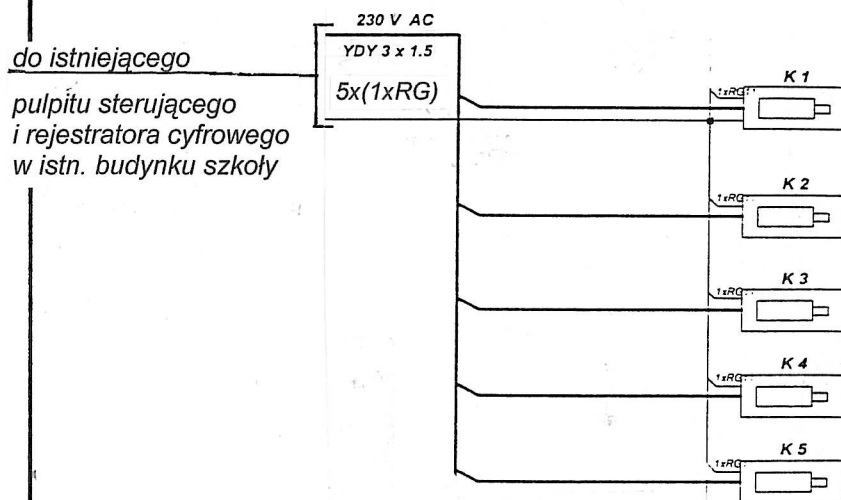 230 V AC
do istniejącego
YDY 3 x 1.5
5x(1xRG)
pulpitu sterującego
i rejestratora cyfrowego
w istn. budynku szkoły
K 1
1xRG
K 2
1xRG
K 3
1xRG
K 4
1xRG
K 5
1xRG